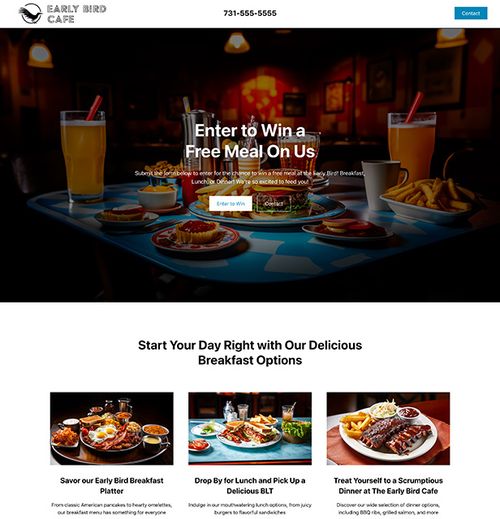 EARLY BIRD
CAFE
731-555-5555
Contact
Enter to Win a
Free Meal On Us
Submit the form below to enter for the chance to win a free meal at the Early Bird! Breakfast,
Lunch, or Dinner! We're so excited to feed you!
Enter to Win
Contact
Start Your Day Right with Our Delicious
Breakfast Options
Savor our Early Bird Breakfast
Platter
From classic American pancakes to hearty omelettes,
our breakfast menu has something for everyone
Drop By for Lunch and Pick Up a
Delicious BLT
Indulge in our mouthwatering lunch options, from juicy
burgers to flavorful sandwiches
Treat Yourself to a Scrumptious
Dinner at The Early Bird Cafe
Discover our wide selection of dinner options,
including BBQ ribs, grilled salmon, and more